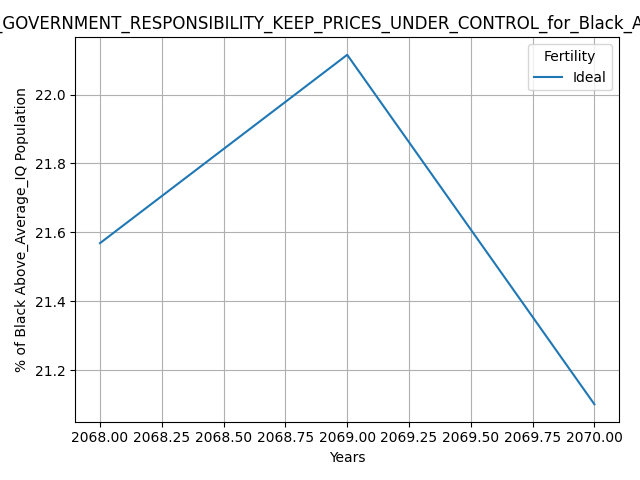 _GOVERNMENT_RESPONSIBILITY_KEEP_PRICES_UNDER_CONTROL_for_Black_A
Fertility
Ideal
% of Black Above_Average_IQ Population
22.0
21.8
21.6
21.4
21.2
2068.00 2068.25 2068.50 2068.75 2069.00 2069.25 2069.50 2069.75 2070.00
Years